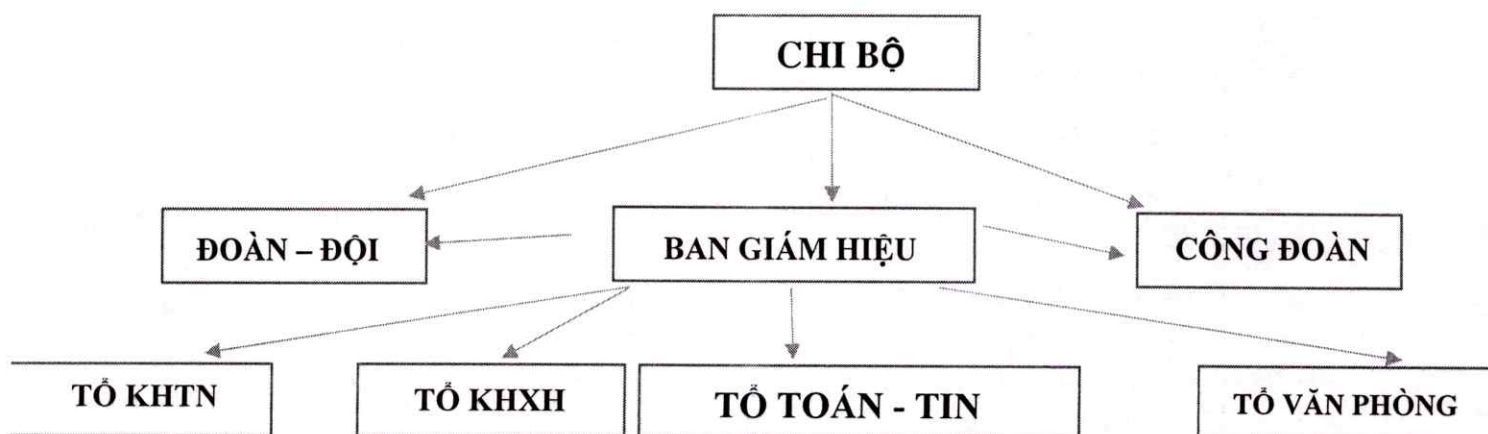 CHI BỘ
ĐOÀN – ĐỘI
BAN GIÁM HIỆU
CÔNG ĐOÀN
TỔ KHTN
TỔ KHXH
TỔ TOÁN - TIN
TỔ VĂN PHÒNG